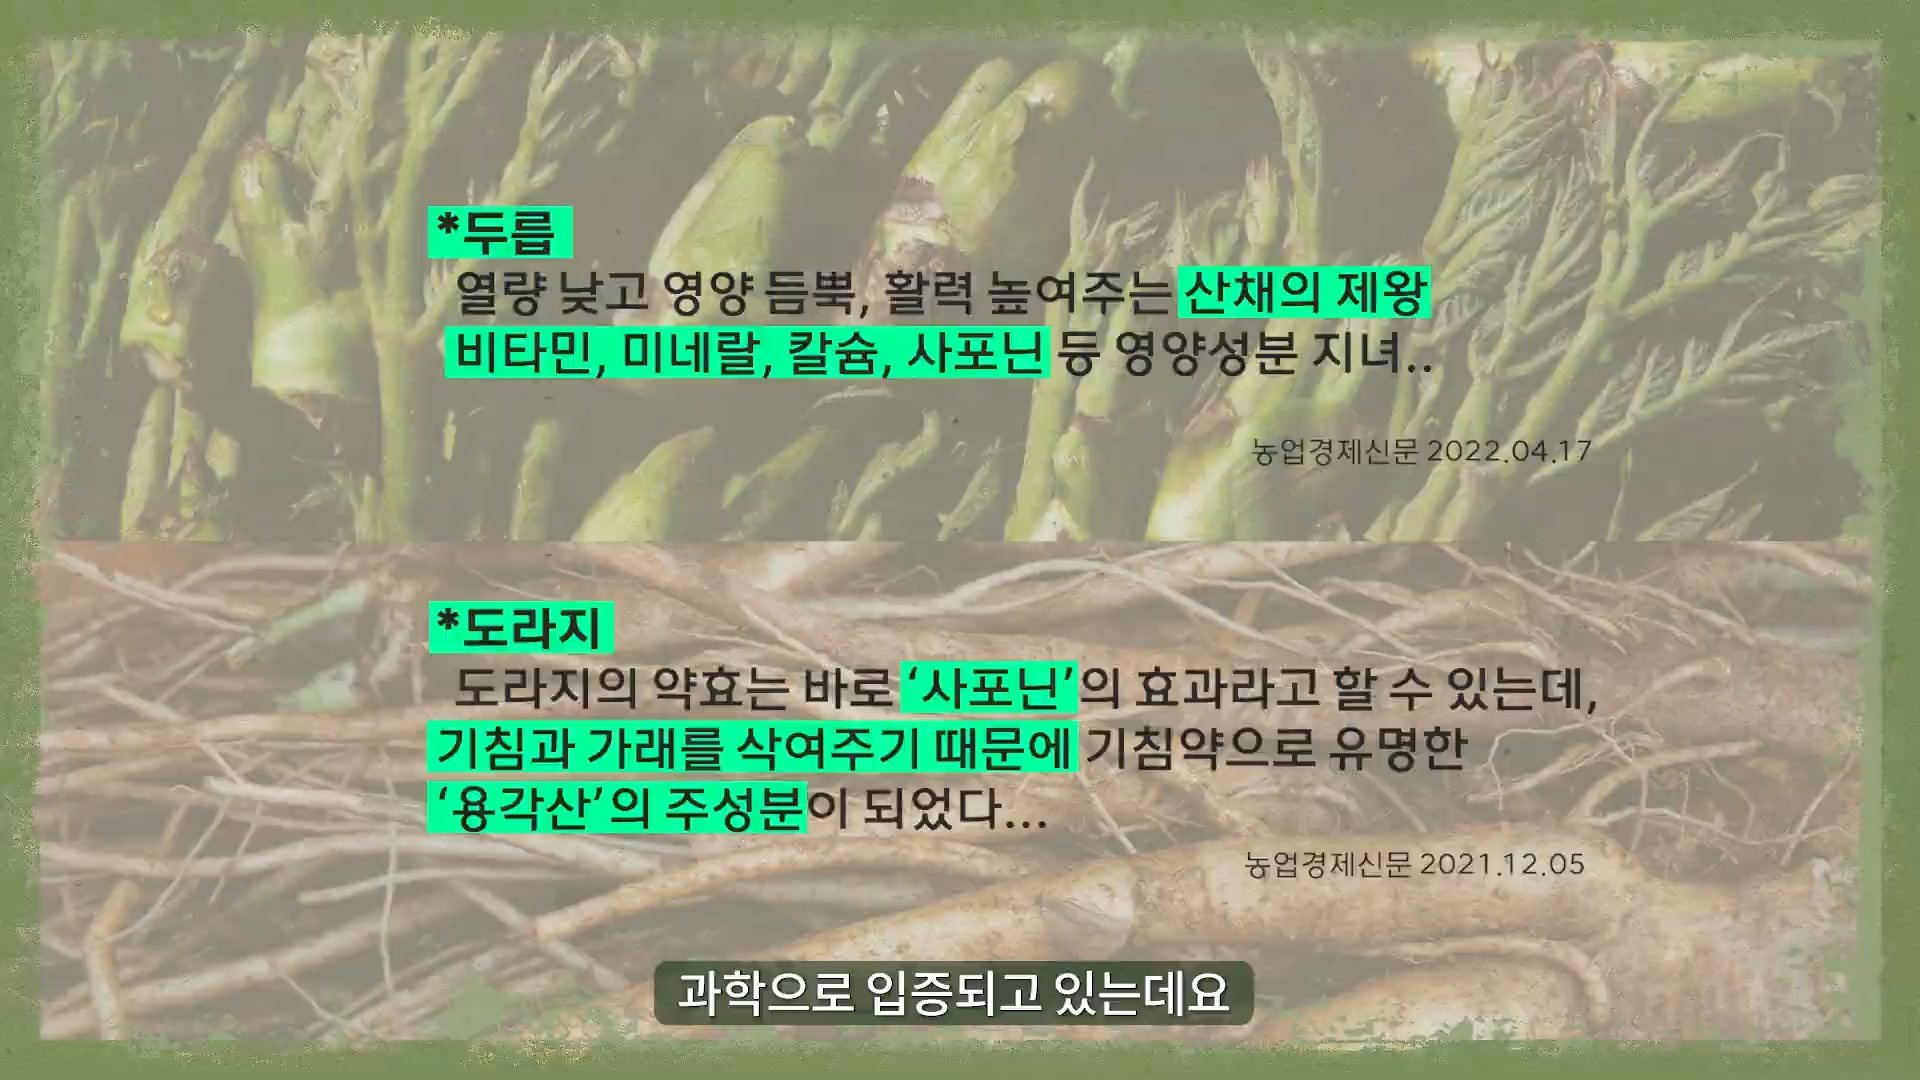 *두릅
열량 낮고 영양 듬뿍, 활력 높여주는 산채의 제왕
비타민, 미네랄, 칼슘, 사포닌 등 영양성분 지녀..
농업경제신문 2022.04.17
*도라지
도라지의 약효는 바로 ‘사포닌’의 효과라고 할 수 있는데,
기침과 가래를 삭여주기 때문에 기침약으로 유명한
‘용각산’의 주성분이 되었다...
농업경제신문 2021.12.05
과학으로 입증되고 있는데요